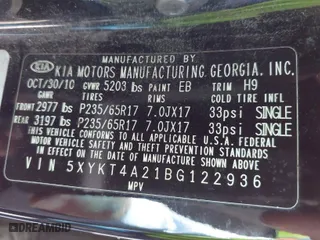 MANUFACTURED BY
KIA KIA MOTORS MANUFACTURING GEORGIA, INC.
OCT/30/10 GVWR 5203 lbs PAINT EB TRIM H9
GAWR TIRES RIMS COLD TIRE INFL
FRONT 2977 lbs P235/65R17 7.0JX17 33psi SINGLE
REAR 3197 lbs P235/65R17 7.0JX17 33psi SINGLE
THIS VEHICLE CONFORMS TO ALL APPLICABLE U.S.A. FEDERAL
MOTOR VEHICLE SAFETY, BUMPER, AND THEFT PREVENTION STANDARDS
IN EFFECT ON THE DATE OF MANUFACTURE SHOWN ABOVE.
VIN 5XYKT4A21BG122936
MPV
DREAMBID